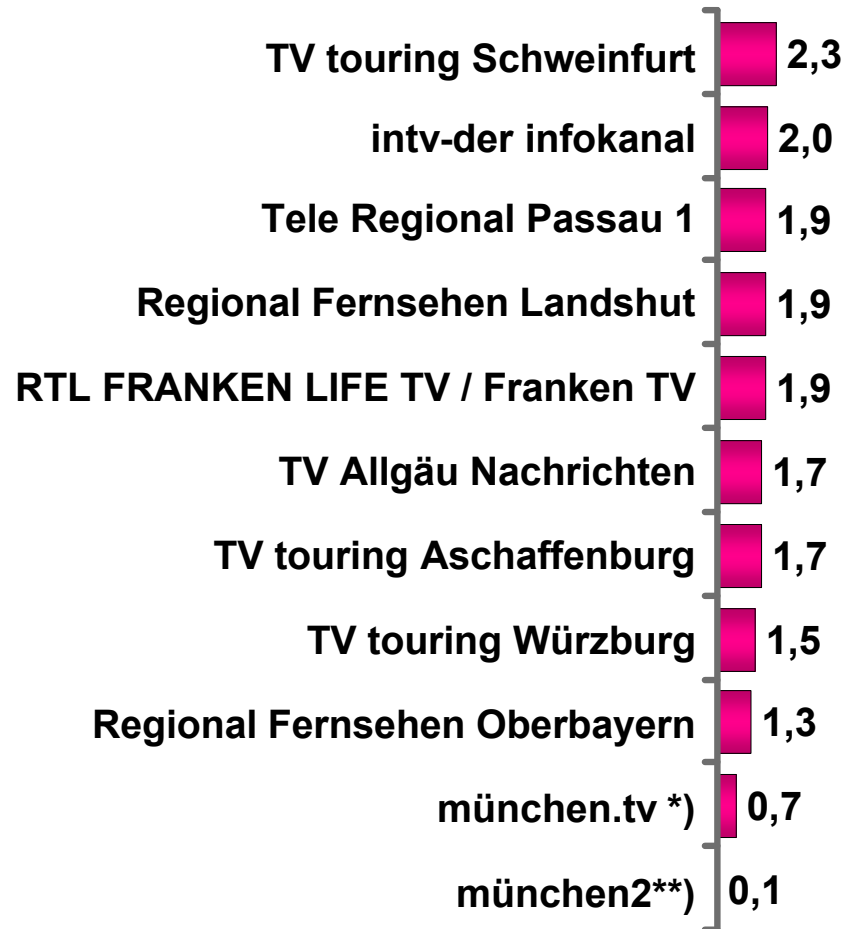 TV touring Schweinfurt 2,3
intv-der infokanal 2,0
Tele Regional Passau 1 1,9
Regional Fernsehen Landshut 1,9
RTL FRANKEN LIFE TV / Franken TV 1,9
TV Allgäu Nachrichten 1,7
TV touring Aschaffenburg 1,7
TV touring Würzburg 1,5
Regional Fernsehen Oberbayern 1,3
münchen.tv *) 0,7
münchen2**) 0,1